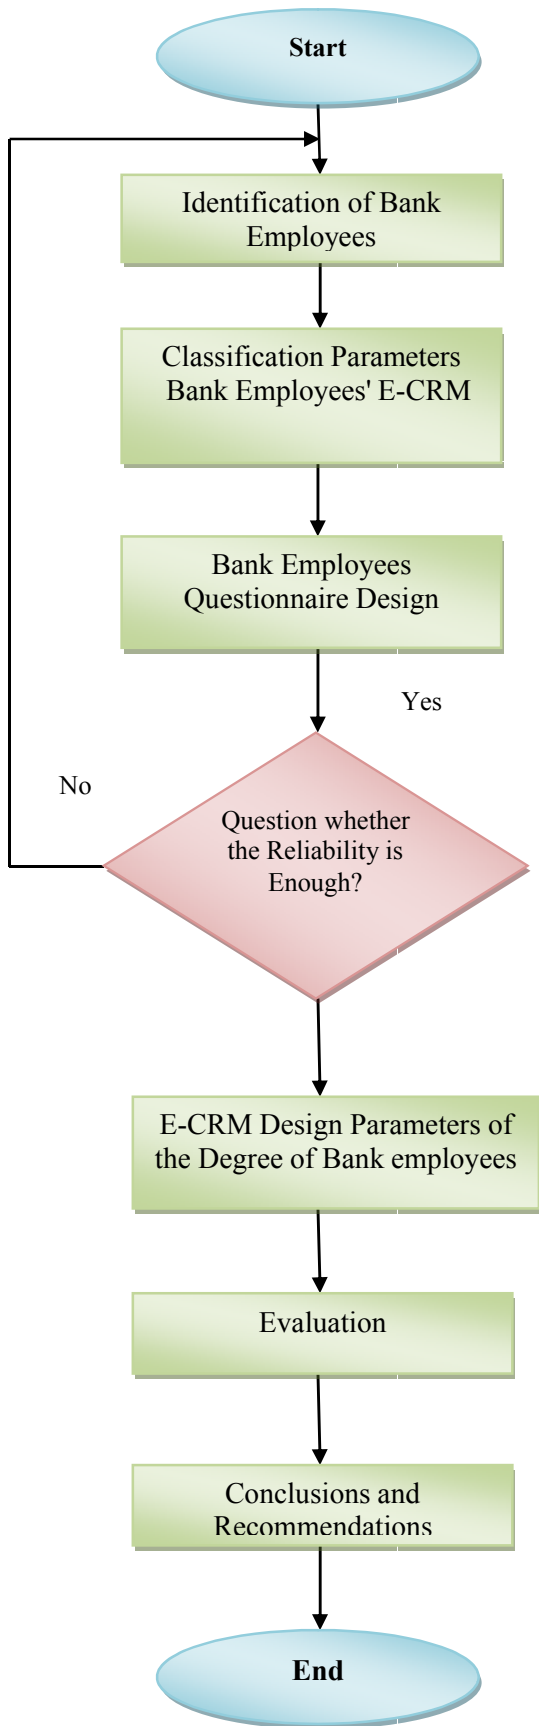 Start
Identification of Bank
Employees
Classification Parameters
Bank Employees' E-CRM
Bank Employees
Questionnaire Design
Yes
No
Question whether
the Reliability is
Enough?
E-CRM Design Parameters of
the Degree of Bank employees
Evaluation
Conclusions and
Recommendations
End